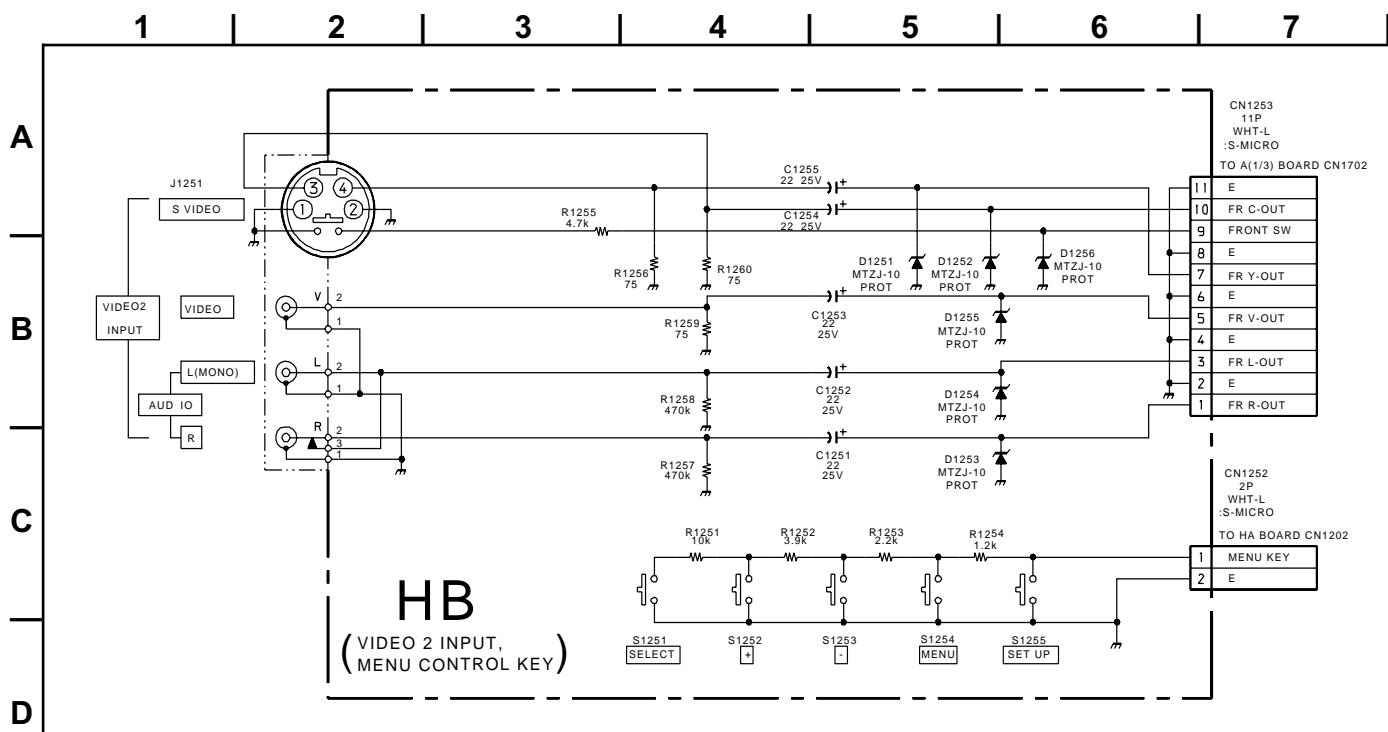 1 2 3 4 5 6 7
A
B
C
D
J1251
S VIDEO
3 4
1 2
VIDEO2
INPUT
VIDEO
L(MONO)
AUD IO
R
V 2
1
L 2
1
R 2
3
1
R1255
4.7k
R1256
75
R1260
75
R1259
75
R1258
470k
R1257
470k
C1255
22 25V
C1254
22 25V
C1253
22
25V
C1252
22
25V
C1251
22
25V
+
+
+
+
+
D1251
MTZJ-10
PROT
D1252
MTZJ-10
PROT
D1256
MTZJ-10
PROT
D1255
MTZJ-10
PROT
D1254
MTZJ-10
PROT
D1253
MTZJ-10
PROT
CN1253
11P
WHT-L
:S-MICRO
TO A(1/3) BOARD CN1702
11 E
10 FR C-OUT
9 FRONT SW
8 E
7 FR Y-OUT
6 E
5 FR V-OUT
4 E
3 FR L-OUT
2 E
1 FR R-OUT
CN1252
2P
WHT-L
:S-MICRO
TO HA BOARD CN1202
1 MENU KEY
2 E
R1251
10k
R1252
3.9k
R1253
2.2k
R1254
1.2k
S1251
SELECT
S1252
+
S1253
-
S1254
MENU
S1255
SET UP
HB
(VIDEO 2 INPUT,
MENU CONTROL KEY)